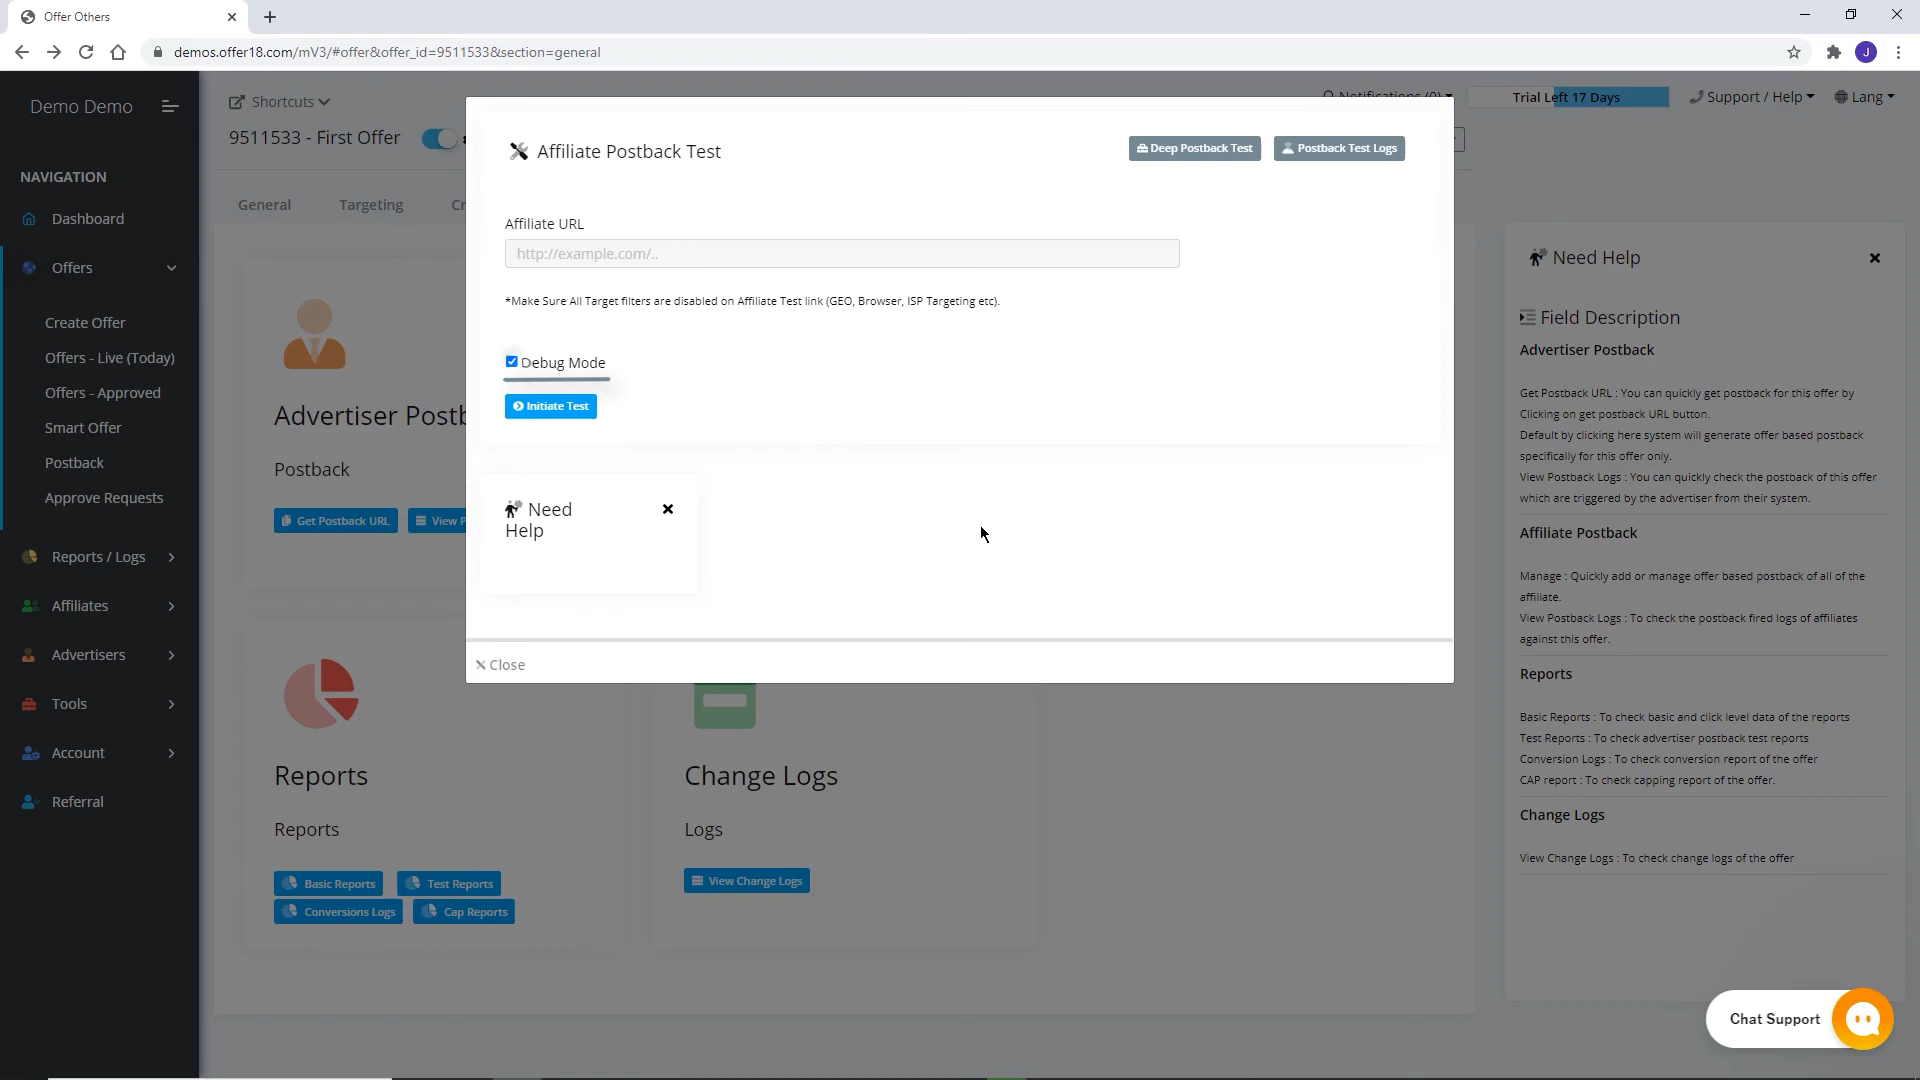 Offer Others
demos.offer18.com/mV3/#offer&offer_id=9511533&section=general
J
Demo Demo
Shortcuts
Notifications (0)
Trial Left 17 Days
Support / Help
Lang
9511533 - First Offer
NAVIGATION
Dashboard
Offers
Create Offer
Offers - Live (Today)
Offers - Approved
Smart Offer
Postback
Approve Requests
Reports / Logs
Affiliates
Advertisers
Tools
Account
Referral
General
Targeting
Cr
Advertiser Postb
Postback
Get Postback URL
View P
Affiliate Postback Test
Deep Postback Test
Postback Test Logs
Affiliate URL
http://example.com/..
*Make Sure All Target filters are disabled on Affiliate Test link (GEO, Browser, ISP Targeting etc).
Debug Mode
Initiate Test
Need
Help
Close
Reports
Reports
Basic Reports
Test Reports
Conversions Logs
Cap Reports
Change Logs
Logs
View Change Logs
Need Help
Field Description
Advertiser Postback
Get Postback URL : You can quickly get postback for this offer by
Clicking on get postback URL button.
Default by clicking here system will generate offer based postback
specifically for this offer only.
View Postback Logs : You can quickly check the postback of this offer
which are triggered by the advertiser from their system.
Affiliate Postback
Manage : Quickly add or manage offer based postback of all of the
affiliate.
View Postback Logs : To check the postback fired logs of affiliates
against this offer.
Reports
Basic Reports : To check basic and click level data of the reports
Test Reports : To check advertiser postback test reports
Conversion Logs : To check conversion report of the offer
CAP report : To check capping report of the offer.
Change Logs
View Change Logs : To check change logs of the offer
Chat Support